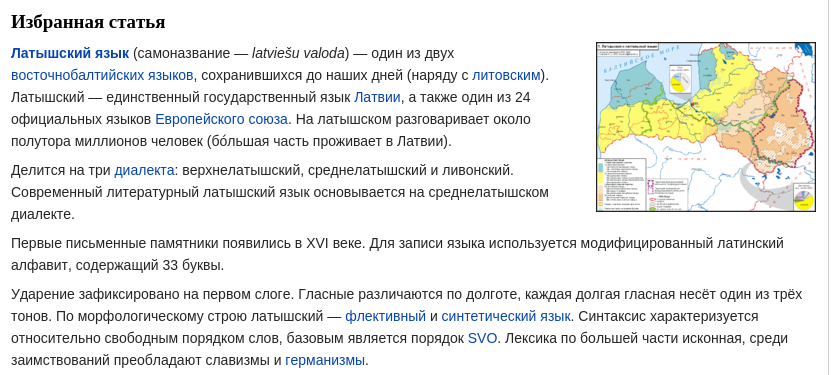 Избранная статья
Латышский язык (самоназвание — latviešu valoda) — один из двух
восточнобалтийских языков, сохранившихся до наших дней (наряду с литовским).
Латышский — единственный государственный язык Латвии, а также один из 24
официальных языков Европейского союза. На латышском разговаривает около
полутора миллионов человек (бо́льшая часть проживает в Латвии).
Делится на три диалекта: верхнелатышский, среднелатышский и ливонский.
Современный литературный латышский язык основывается на среднелатышском
диалекте.
Первые письменные памятники появились в XVI веке. Для записи языка используется модифицированный латинский
алфавит, содержащий 33 буквы.
Ударение зафиксировано на первом слоге. Гласные различаются по долготе, каждая долгая гласная несёт один из трёх
тонов. По морфологическому строю латышский — флективный и синтетический язык. Синтаксис характеризуется
относительно свободным порядком слов, базовым является порядок SVO. Лексика по большей части исконная, среди
заимствований преобладают славизмы и германизмы.